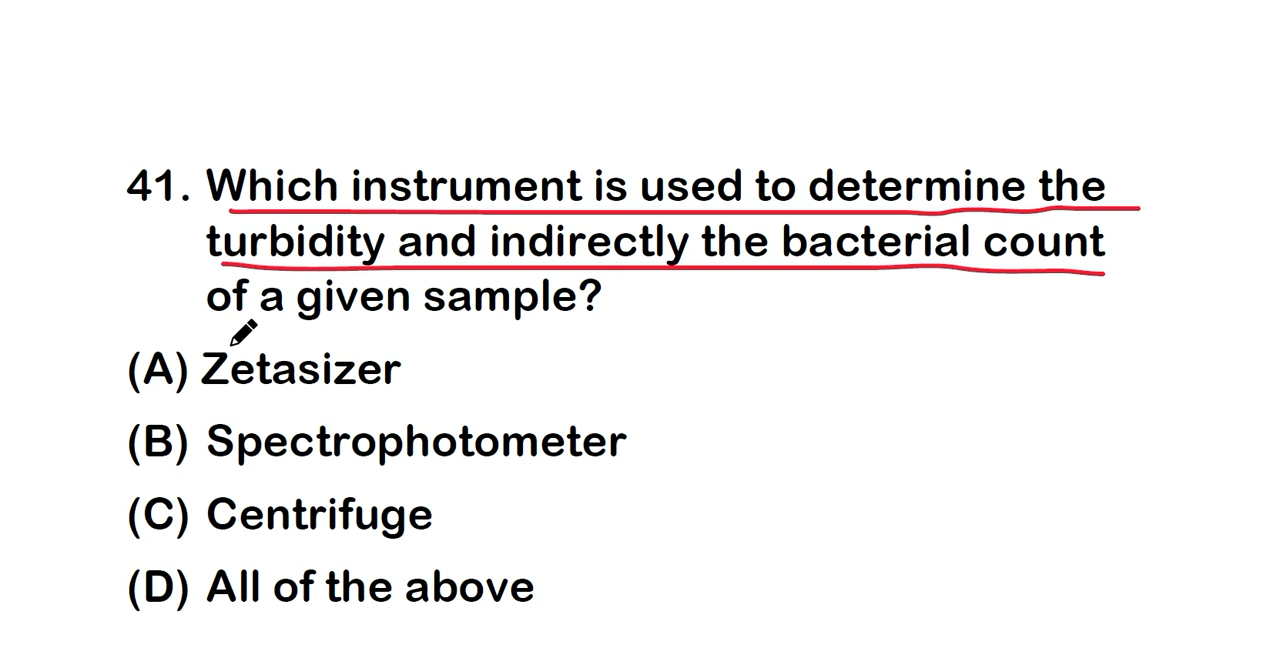 41. Which instrument is used to determine the
turbidity and indirectly the bacterial count
of a given sample?
(A) Zetasizer
(B) Spectrophotometer
(C) Centrifuge
(D) All of the above